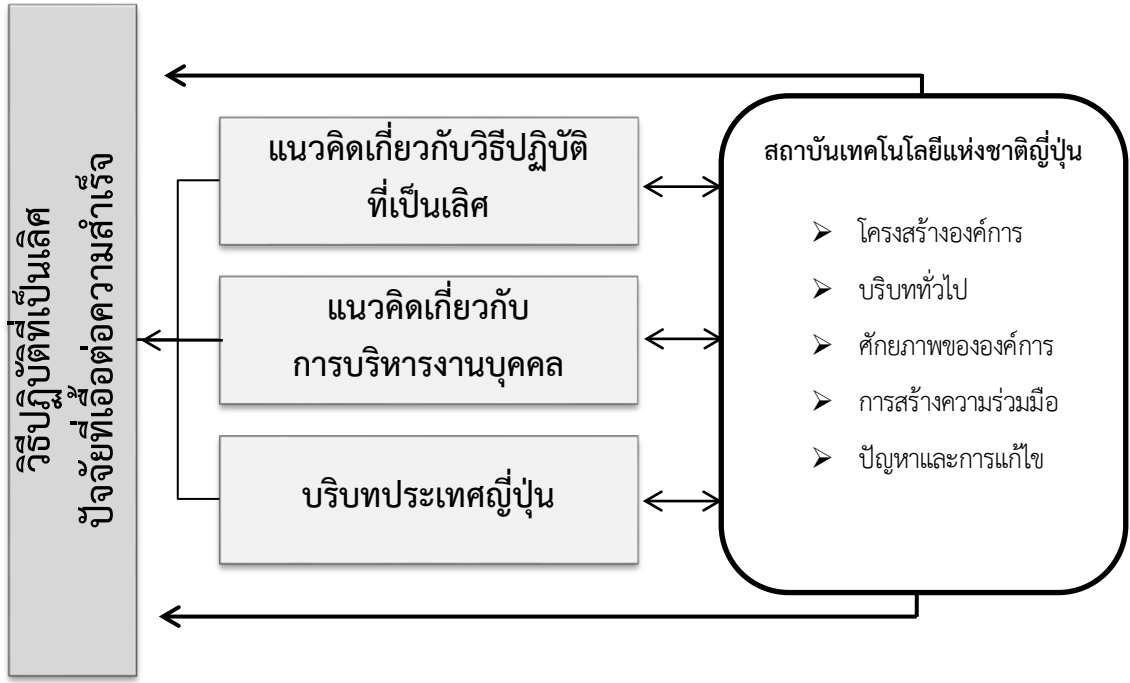 วิธีปฏิบัติที่เป็นเลิศ
ปัจจัยที่เอื้อต่อความสำเร็จ
แนวคิดเกี่ยวกับวิธีปฏิบัติ
ที่เป็นเลิศ
แนวคิดเกี่ยวกับ
การบริหารงานบุคคล
บริบทประเทศญี่ปุ่น
สถาบันเทคโนโลยีแห่งชาติญี่ปุ่น
➢ โครงสร้างองค์การ
➢ บริบททั่วไป
➢ ศักยภาพขององค์การ
➢ การสร้างความร่วมมือ
➢ ปัญหาและการแก้ไข